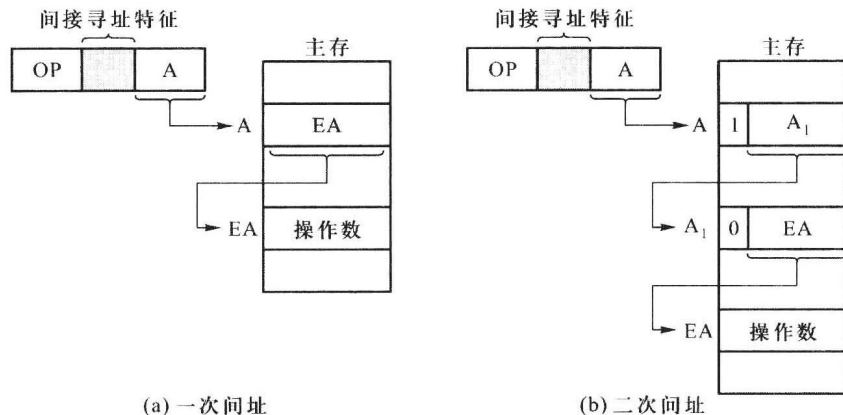 间接寻址特征
主存
OP A
A EA
EA 操作数
(a) 一次间址
间接寻址特征
主存
OP A
A 1 A₁
A₁ 0 EA
EA 操作数
(b) 二次间址